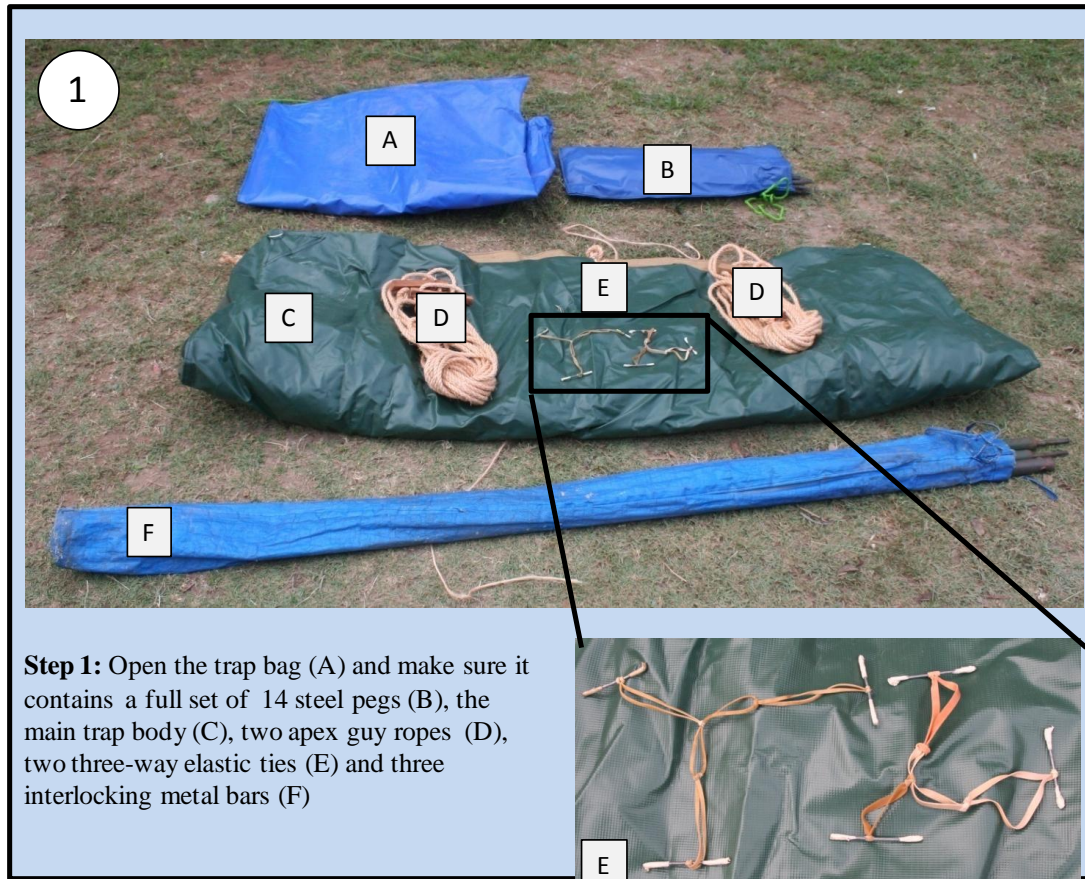 1
A
B
C
D
E
D
F
Step 1: Open the trap bag (A) and make sure it
contains a full set of 14 steel pegs (B), the
main trap body (C), two apex guy ropes (D),
two three-way elastic ties (E) and three
interlocking metal bars (F)
E